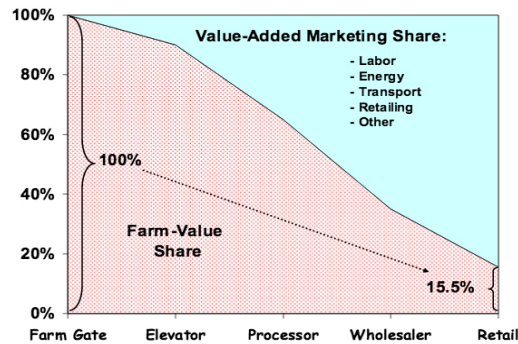 100%
80%
60%
40%
20%
0%
Value-Added Marketing Share:
- Labor
- Energy
- Transport
- Retailing
- Other
100%
Farm-Value
Share
15.5%
Farm Gate Elevator Processor Wholesaler Retail